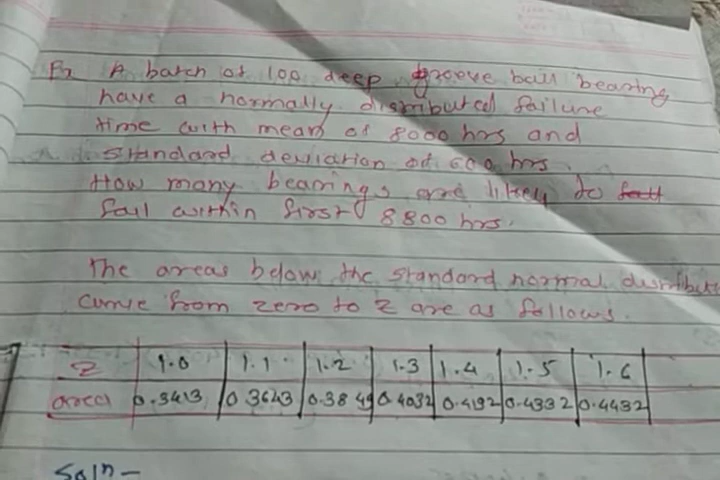 Ex A batch of 100 deep groove ball bearing
have a normally distributed failure
time with mean of 8000 hrs and
standard deviation of 600 hrs.
How many bearings are likely to
fail within first 8800 hrs.
The areas below the standard normal distribut
curve from zero to z are as follows.
z 1.0 1.1 1.2 1.3 1.4 1.5 1.6
area 0.3413 0.3643 0.3849 0.4032 0.4192 0.4332 0.4432
Soln-